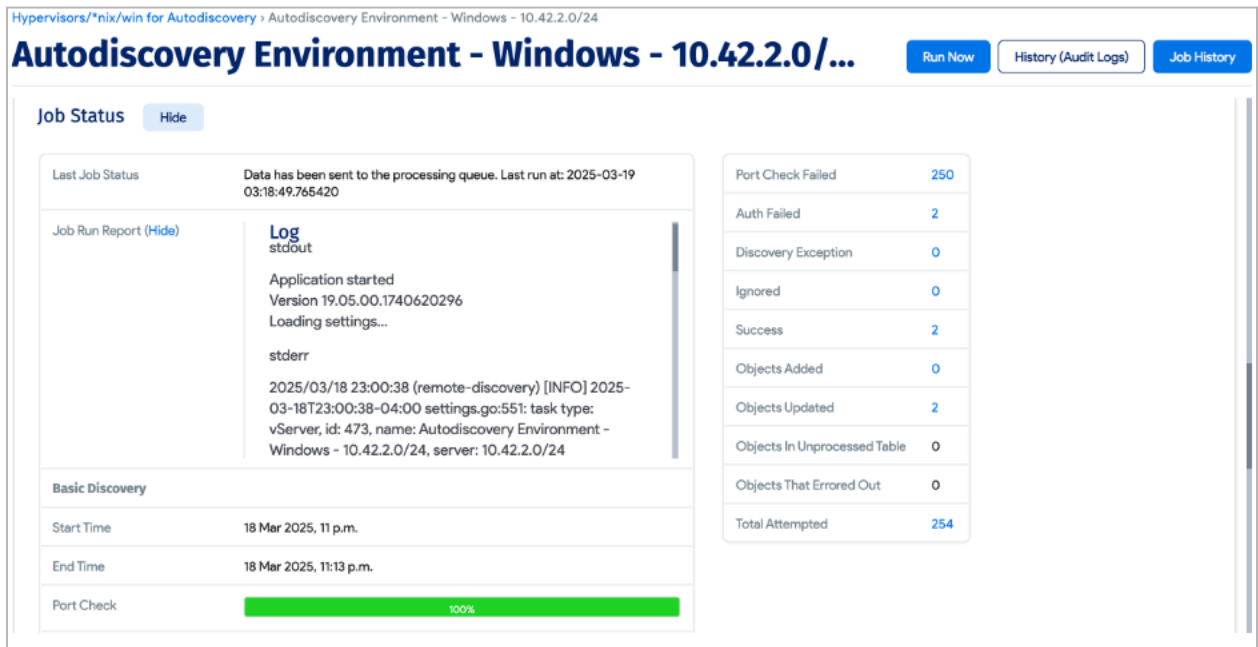 Hypervisors/*nix/win for Autodiscovery › Autodiscovery Environment - Windows - 10.42.2.0/24
Autodiscovery Environment - Windows - 10.42.2.0/...
Run Now
History (Audit Logs)
Job History
Job Status
Hide
Last Job Status
Data has been sent to the processing queue. Last run at: 2025-03-19
03:18:49.765420
Job Run Report (Hide)
Log
stdout
Application started
Version 19.05.00.1740620296
Loading settings...
stderr
2025/03/18 23:00:38 (remote-discovery) [INFO] 2025-
03-18T23:00:38-04:00 settings.go:551: task type:
vServer, id: 473, name: Autodiscovery Environment -
Windows - 10.42.2.0/24, server: 10.42.2.0/24
Basic Discovery
Start Time
18 Mar 2025, 11 p.m.
End Time
18 Mar 2025, 11:13 p.m.
Port Check
100%
Port Check Failed 250
Auth Failed 2
Discovery Exception 0
Ignored 0
Success 2
Objects Added 0
Objects Updated 2
Objects In Unprocessed Table 0
Objects That Errored Out 0
Total Attempted 254